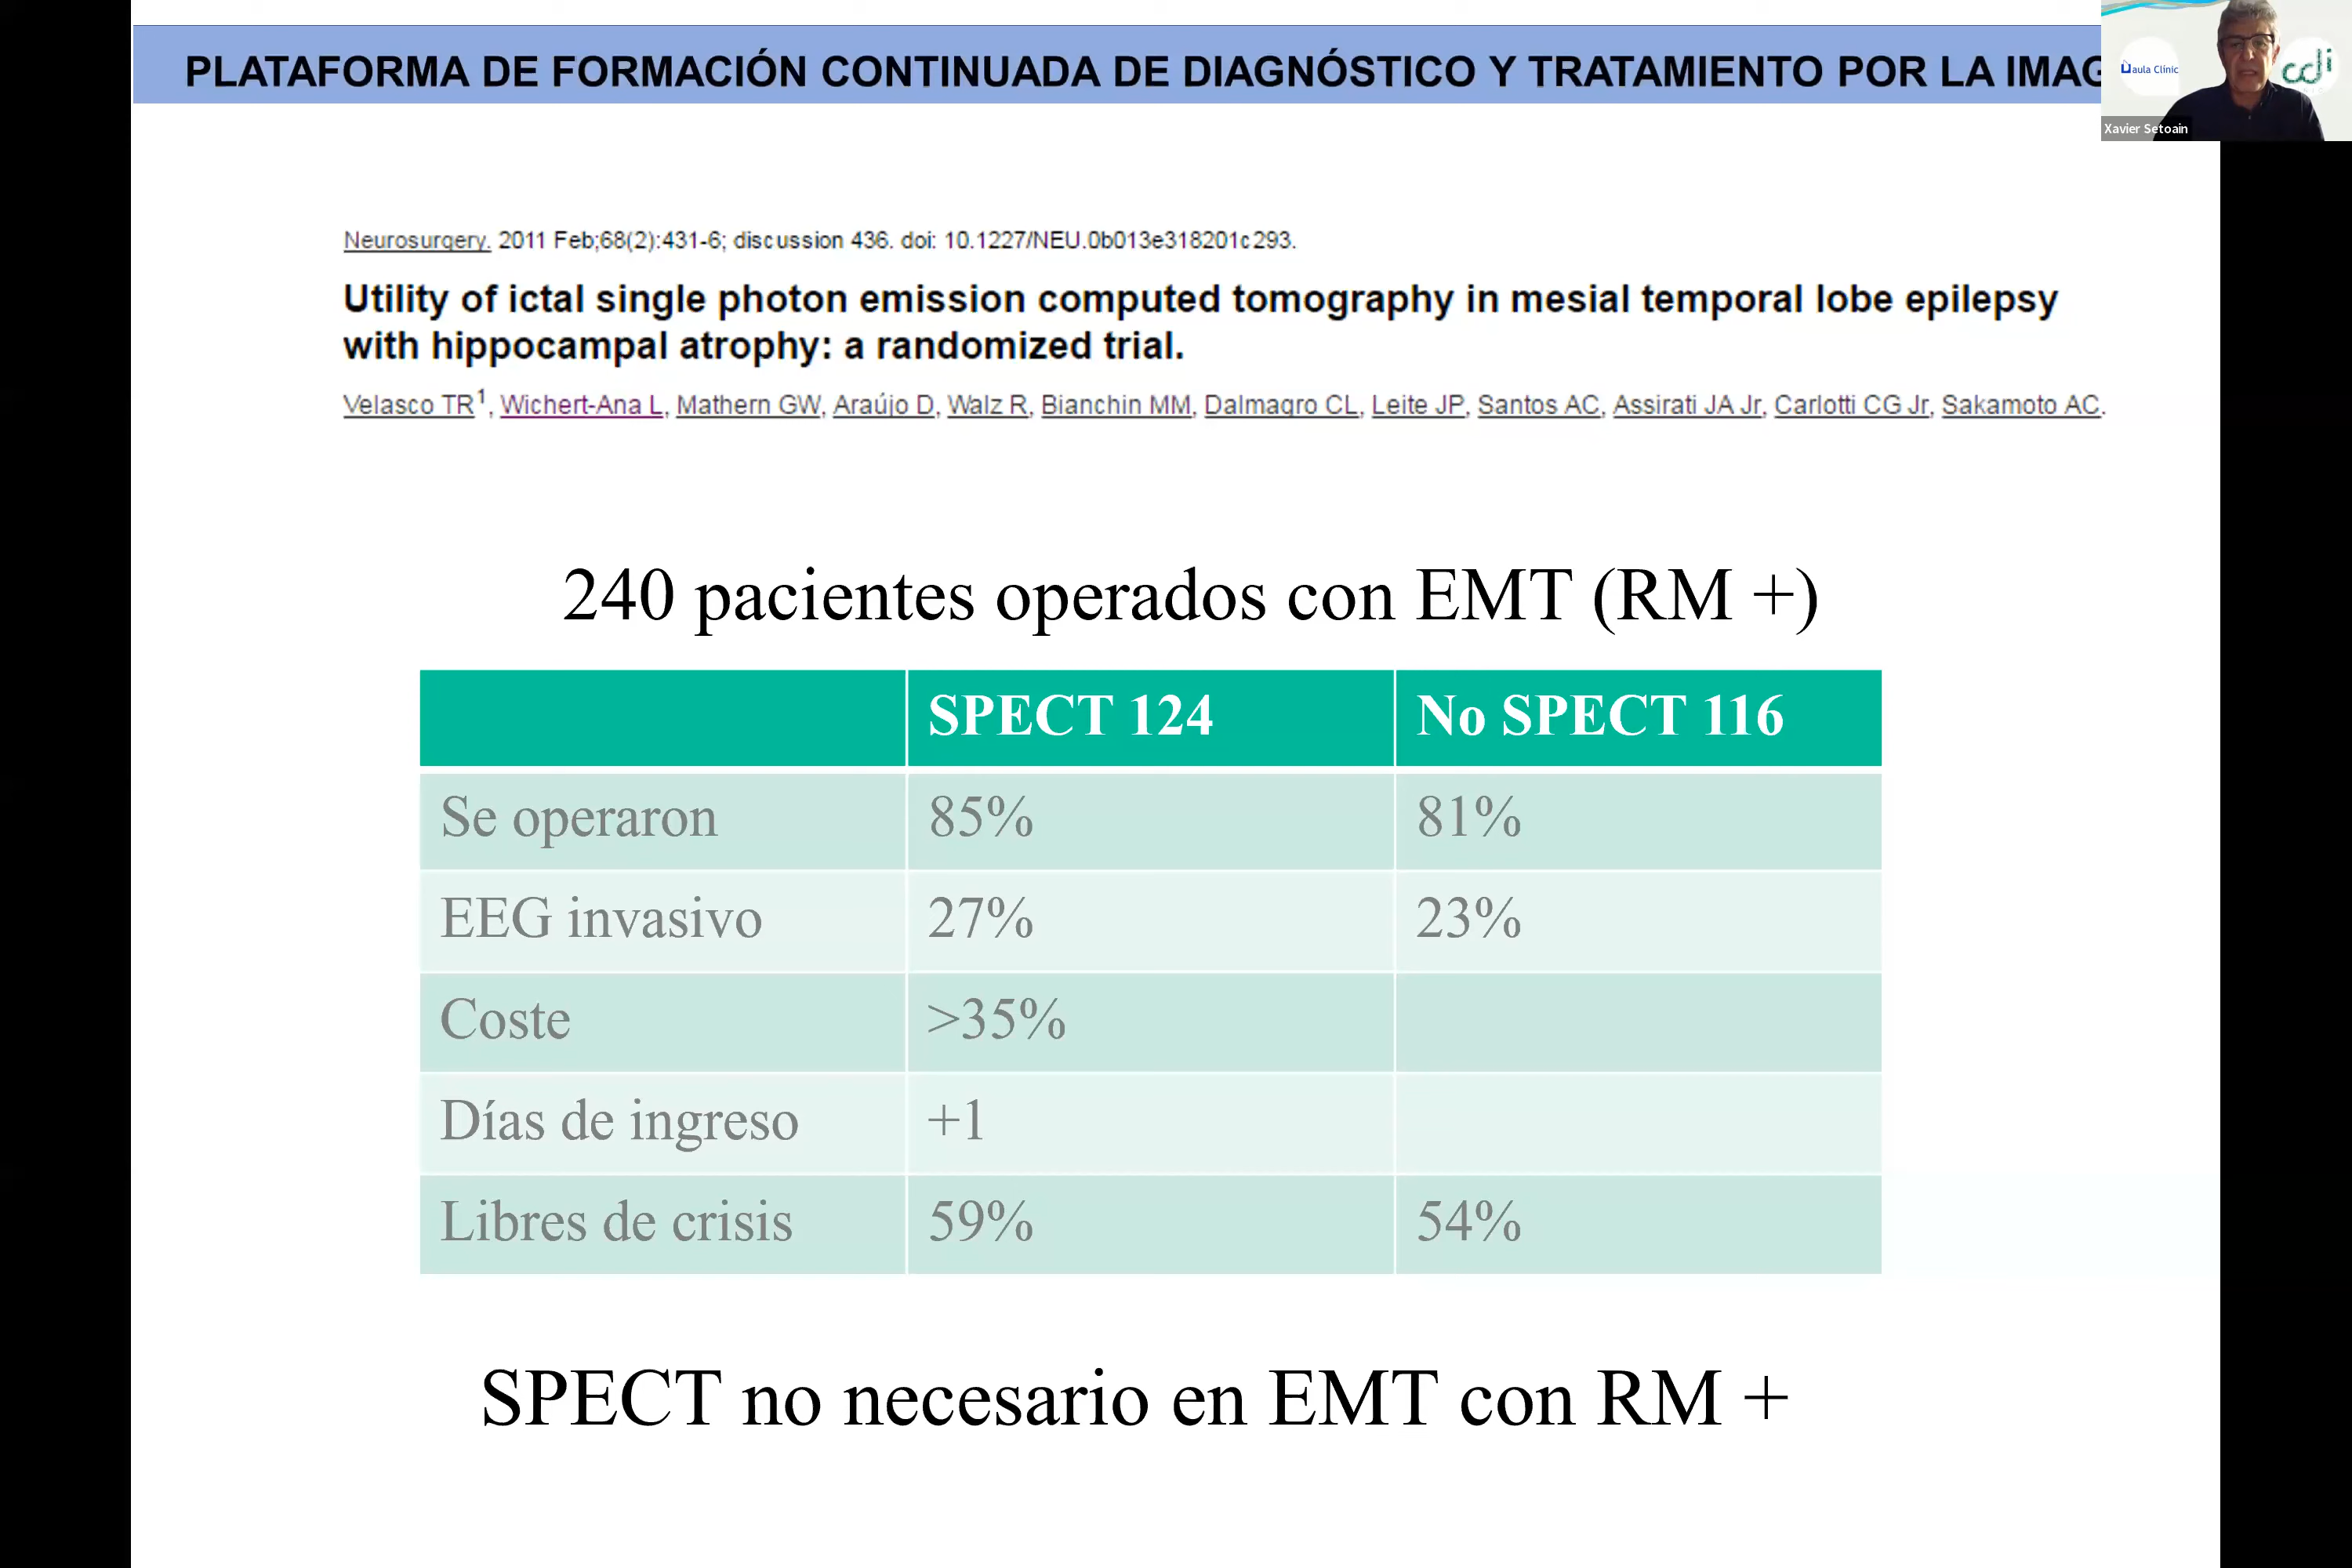 PLATAFORMA DE FORMACIÓN CONTINUADA DE DIAGNÓSTICO Y TRATAMIENTO POR LA IMAG
aula Clinic
cdi
Xavier Setoain
Neurosurgery. 2011 Feb;68(2):431-6; discussion 436. doi: 10.1227/NEU.0b013e318201c293.
Utility of ictal single photon emission computed tomography in mesial temporal lobe epilepsy
with hippocampal atrophy: a randomized trial.
Velasco TR1, Wichert-Ana L, Mathern GW, Araújo D, Walz R, Bianchin MM, Dalmagro CL, Leite JP, Santos AC, Assirati JA Jr, Carlotti CG Jr, Sakamoto AC.
240 pacientes operados con EMT (RM +)
SPECT 124 No SPECT 116
Se operaron 85% 81%
EEG invasivo 27% 23%
Coste >35%
Días de ingreso +1
Libres de crisis 59% 54%
SPECT no necesario en EMT con RM +